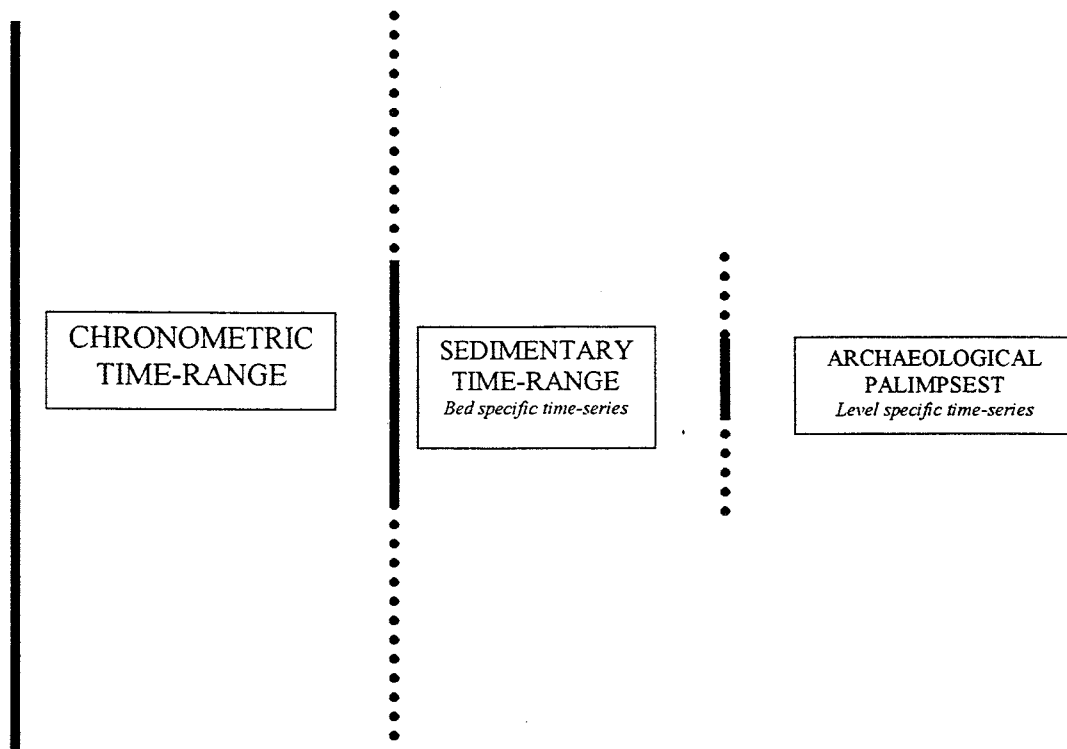 CHRONOMETRIC
TIME-RANGE
SEDIMENTARY
TIME-RANGE
Bed specific time-series
ARCHAEOLOGICAL
PALIMPSEST
Level specific time-series